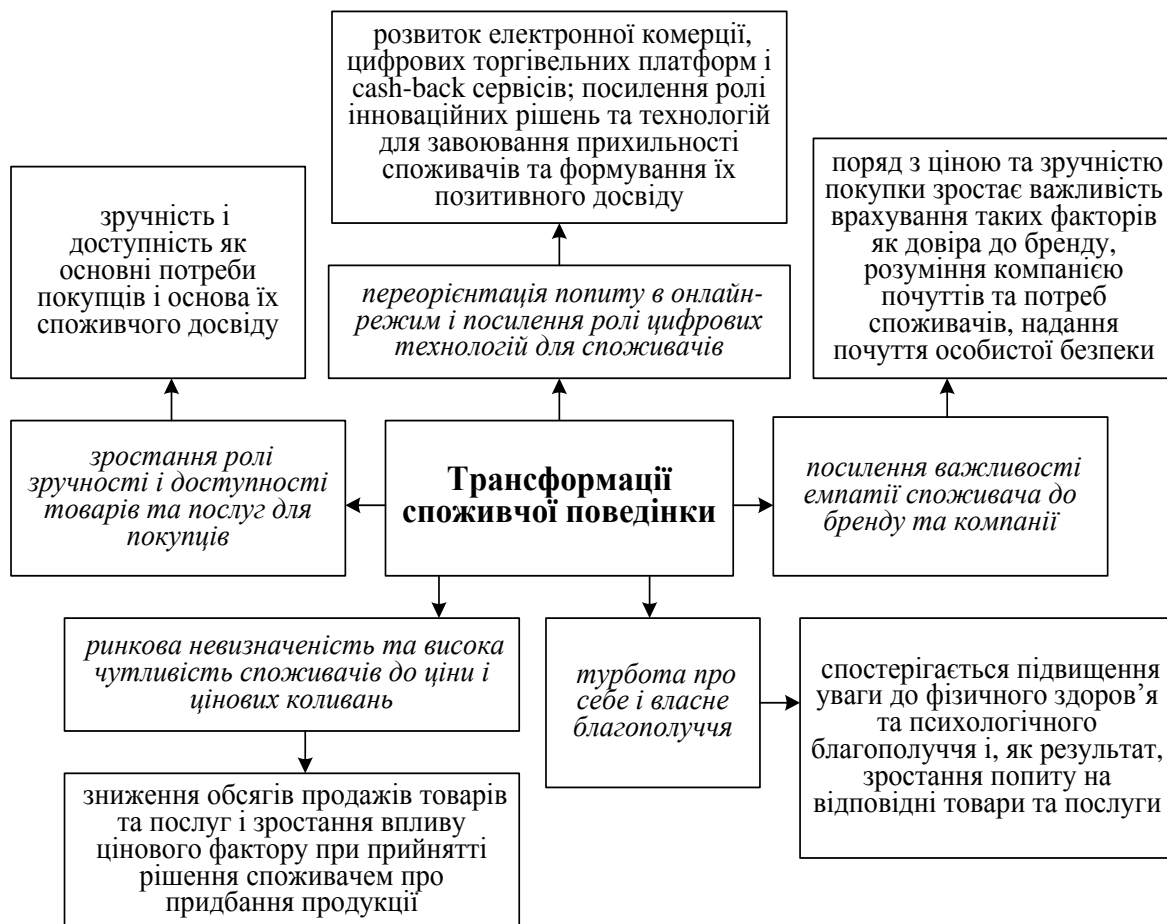 розвиток електронної комерції,
цифрових торгівельних платформ і
cash-back сервісів; посилення ролі
інноваційних рішень та технологій
для завоювання прихильності
споживачів та формування їх
позитивного досвіду
зручність і
доступність як
основні потреби
покупців і основа їх
споживчого досвіду
поряд з ціною та зручністю
покупки зростає важливість
врахування таких факторів
як довіра до бренду,
розуміння компанією
почуттів та потреб
споживачів, надання
почуття особистої безпеки
переорієнтація попиту в онлайн-
режим і посилення ролі цифрових
технологій для споживачів
зростання ролі
зручності і доступності
товарів та послуг для
покупців
Трансформації
споживчої поведінки
посилення важливості
емпатії споживача до
бренду та компанії
ринкова невизначеність та висока
чутливість споживачів до ціни і
цінових коливань
турбота про
себе і власне
благополуччя
спостерігається підвищення
уваги до фізичного здоров’я
та психологічного
благополуччя і, як результат,
зростання попиту на
відповідні товари та послуги
зниження обсягів продажів товарів
та послуг і зростання впливу
цінового фактору при прийнятті
рішення споживачем про
придбання продукції